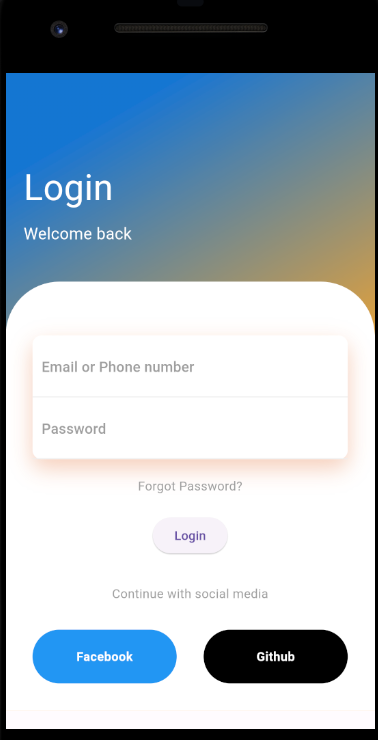 Login
Welcome back
Email or Phone number
Password
Forgot Password?
Login
Continue with social media
Facebook
Github